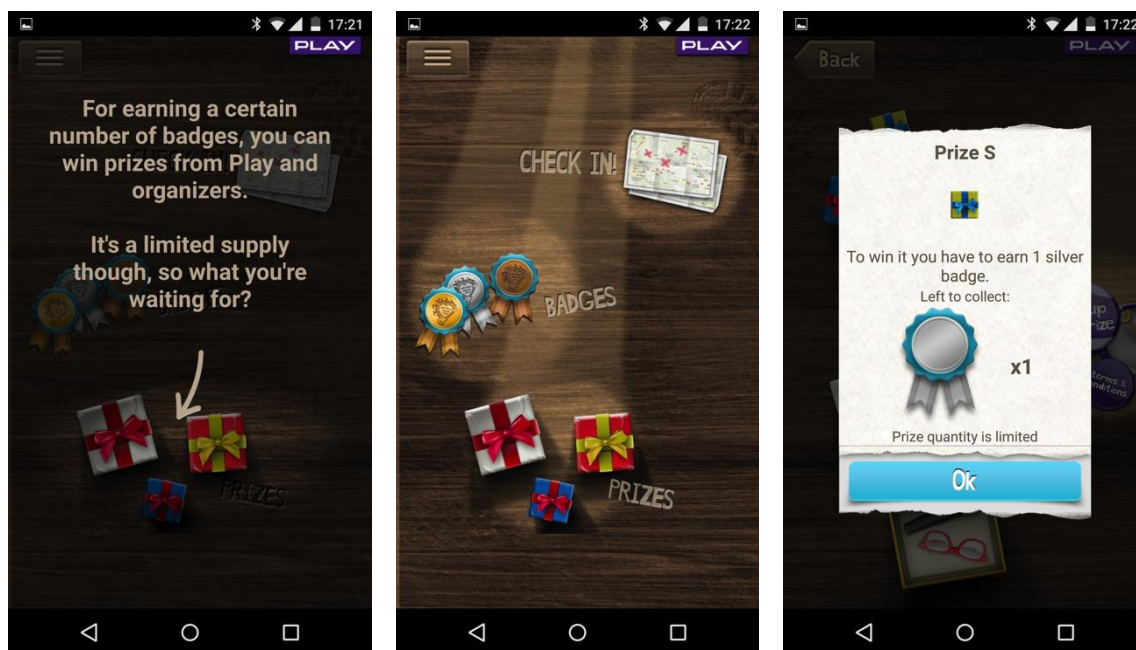 17:21
PLAY
For earning a certain
number of badges, you can
win prizes from Play and
organizers.
It's a limited supply
though, so what you're
waiting for?
PRIZES
17:22
PLAY
CHECK IN!
BADGES
PRIZES
17:22
PLAY
Back
Prize S
To win it you have to earn 1 silver
badge.
Left to collect:
x1
Prize quantity is limited
Ok